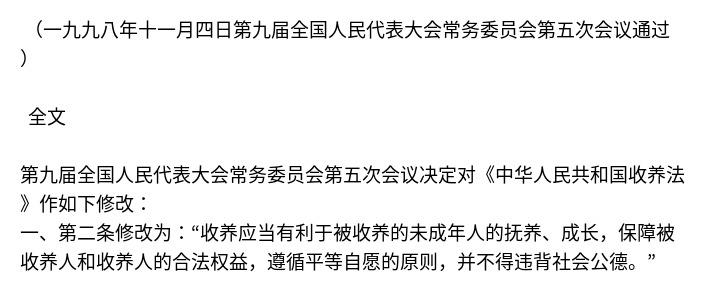 （一九九八年十一月四日第九届全国人民代表大会常务委员会第五次会议通过
）
全文
第九届全国人民代表大会常务委员会第五次会议决定对《中华人民共和国收养法
》作如下修改：
一、第二条修改为：“收养应当有利于被收养的未成年人的抚养、成长，保障被
收养人和收养人的合法权益，遵循平等自愿的原则，并不得违背社会公德。”